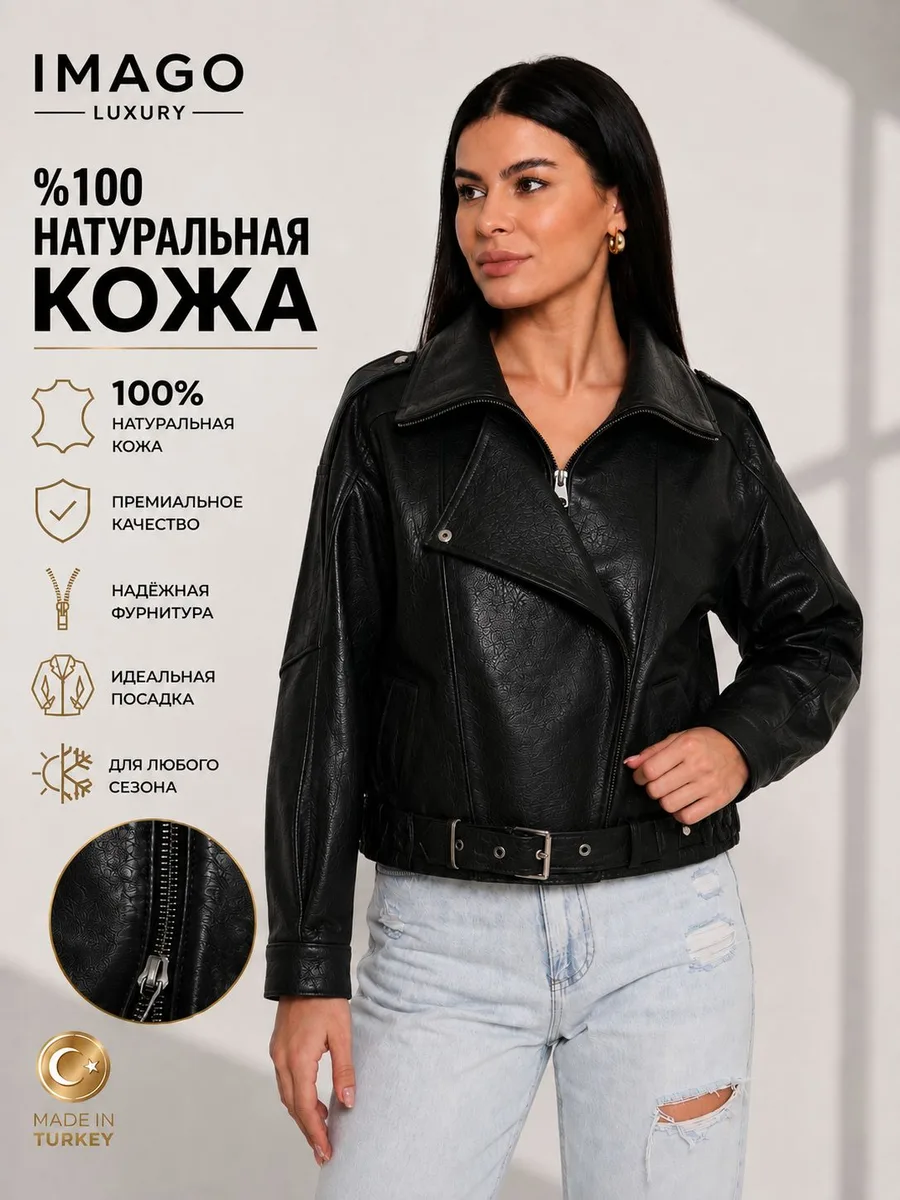 IMAGO
LUXURY
%100
НАТУРАЛЬНАЯ
КОЖА
100%
НАТУРАЛЬНАЯ
КОЖА
ПРЕМИАЛЬНОЕ
КАЧЕСТВО
НАДЁЖНАЯ
ФУРНИТУРА
ИДЕАЛЬНАЯ
ПОСАДКА
ДЛЯ ЛЮБОГО
СЕЗОНА
MADE IN
TURKEY